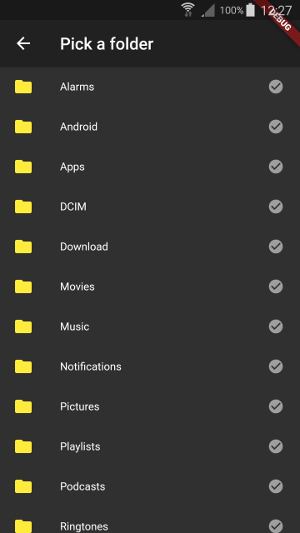 100% 12:27
DEBUG
Pick a folder
Alarms
Android
Apps
DCIM
Download
Movies
Music
Notifications
Pictures
Playlists
Podcasts
Ringtones